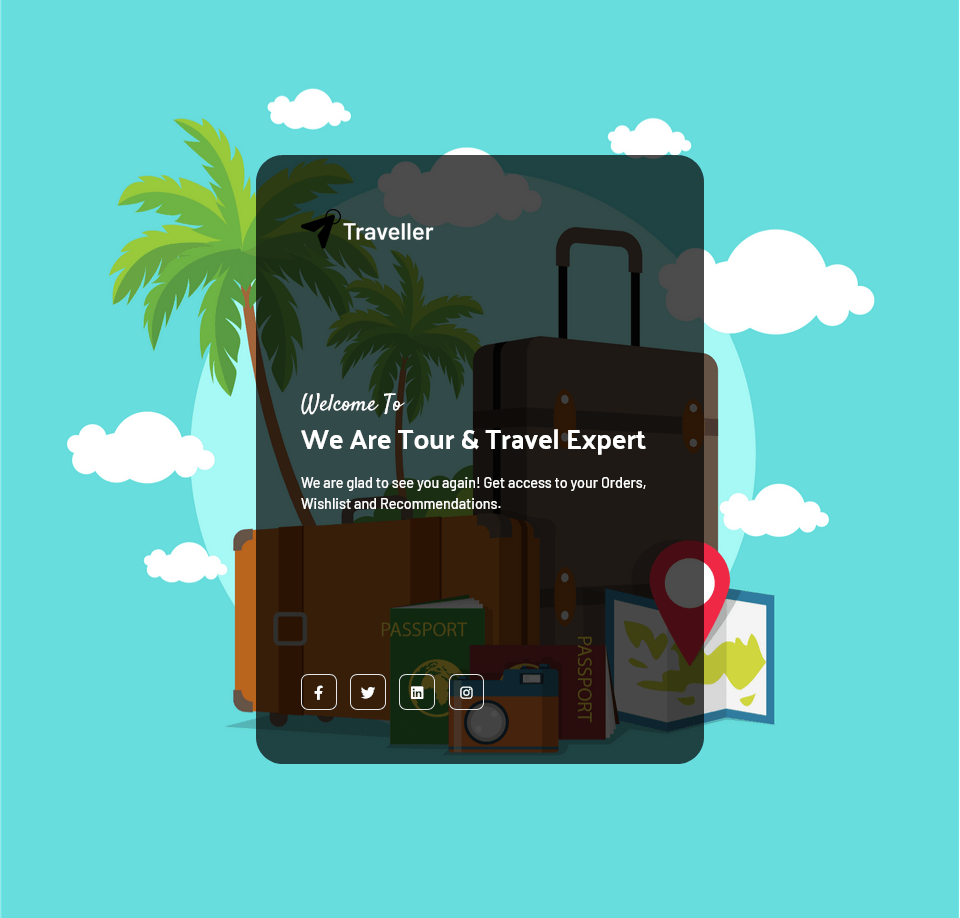 Traveller
Welcome To
We Are Tour & Travel Expert
We are glad to see you again! Get access to your Orders,
Wishlist and Recommendations.
PASSPORT
PASSPORT